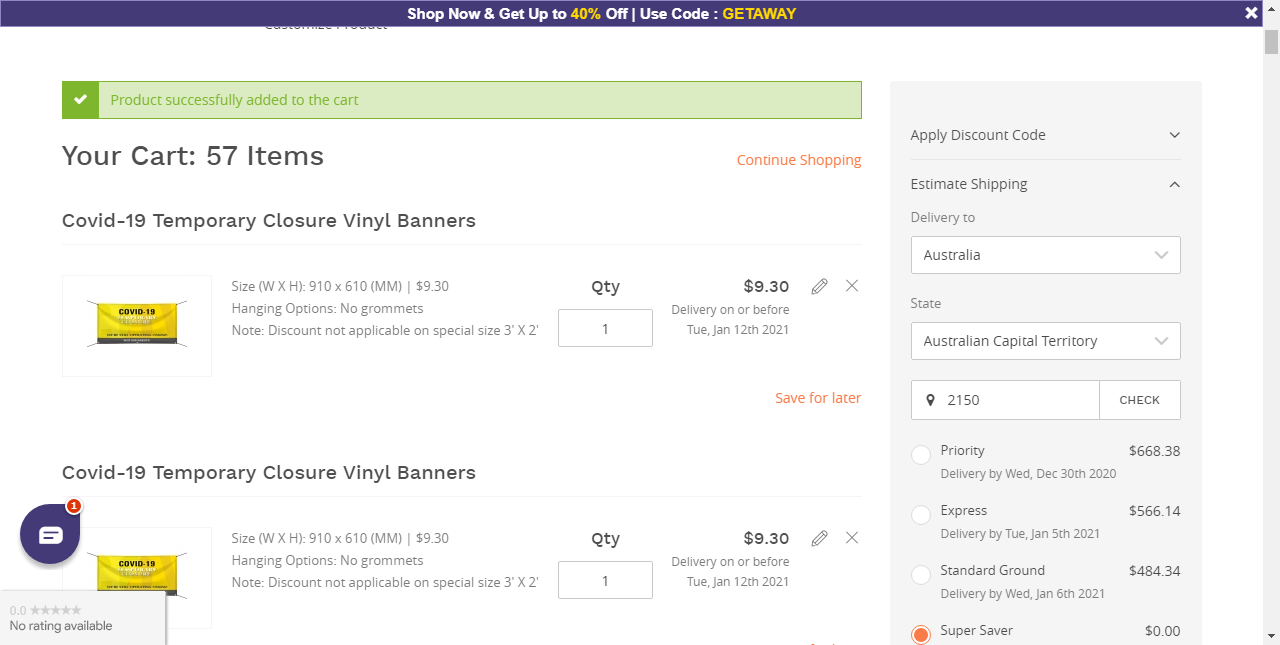 Shop Now & Get Up to 40% Off | Use Code : GETAWAY
Customize Product
Product successfully added to the cart
Your Cart: 57 Items
Continue Shopping
Covid-19 Temporary Closure Vinyl Banners
COVID-19
Size (W X H): 910 x 610 (MM) | $9.30
Hanging Options: No grommets
Note: Discount not applicable on special size 3' X 2'
Qty
1
$9.30
Delivery on or before
Tue, Jan 12th 2021
Save for later
Covid-19 Temporary Closure Vinyl Banners
COVID-19
Size (W X H): 910 x 610 (MM) | $9.30
Hanging Options: No grommets
Note: Discount not applicable on special size 3' X 2'
Qty
1
$9.30
Delivery on or before
Tue, Jan 12th 2021
Apply Discount Code
Estimate Shipping
Delivery to
Australia
State
Australian Capital Territory
2150
CHECK
Priority $668.38
Delivery by Wed, Dec 30th 2020
Express $566.14
Delivery by Tue, Jan 5th 2021
Standard Ground $484.34
Delivery by Wed, Jan 6th 2021
Super Saver $0.00
1
0.0
No rating available